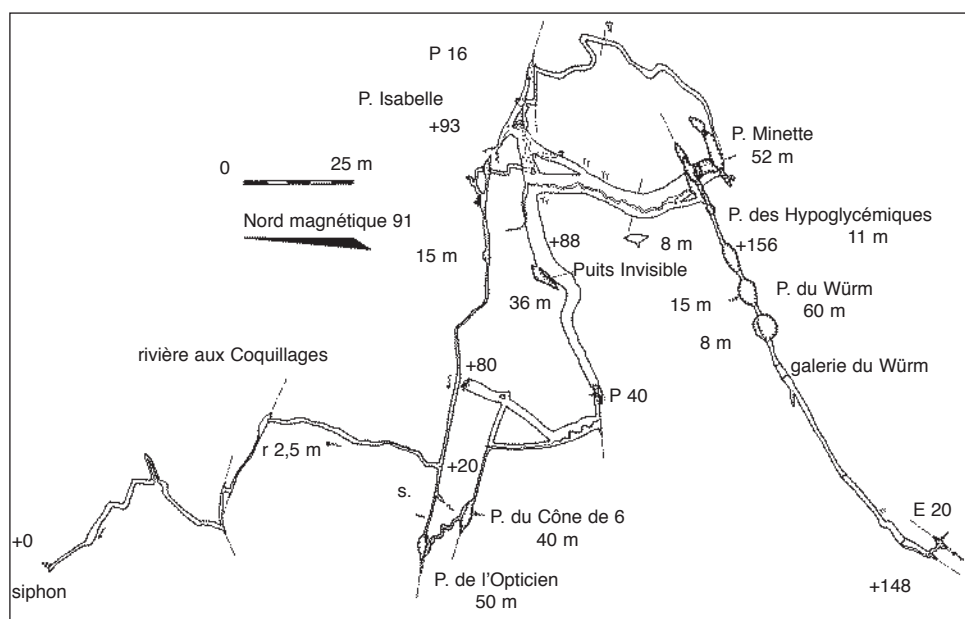 P 16
P. Isabelle
+93
0 25 m
Nord magnétique 91
15 m
P. Minette
52 m
P. des Hypoglycémiques
11 m
+88
8 m
+156
Puits Invisible
36 m
P. du Würm
60 m
15 m
8 m
rivière aux Coquillages
+80
galerie du Würm
P 40
r 2,5 m
+20
s.
P. du Cône de 6
40 m
E 20
+0
siphon
P. de l'Opticien
50 m
+148